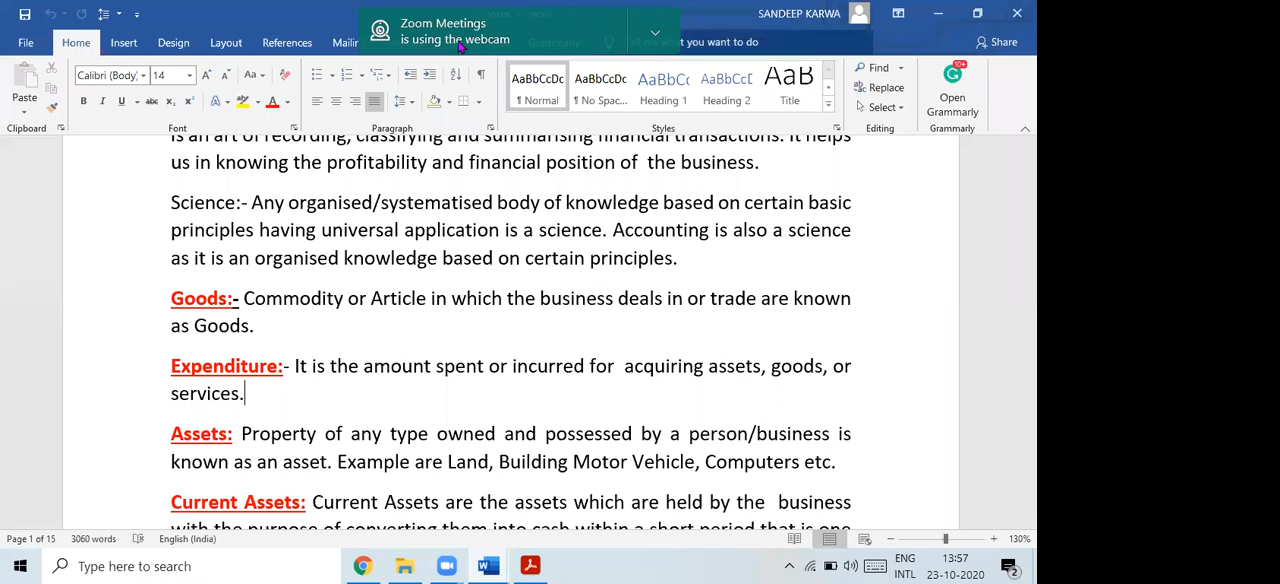 SANDEEP KARWA
Zoom Meetings
is using the webcam
File Home Insert Design Layout References Mailin Grammarly what you want to do Share
Paste
Clipboard
Calibri (Body) 14
Font
Paragraph
AaBbCcDc AaBbCcDc AaBbCc AaBbCcE AaB
¶ Normal ¶ No Spac... Heading 1 Heading 2 Title
Styles
Find
Replace
Select
Editing
10+
Open
Grammarly
Grammarly
is an art of recording, classifying and summarising financial transactions. It helps
us in knowing the profitability and financial position of the business.
Science:- Any organised/systematised body of knowledge based on certain basic
principles having universal application is a science. Accounting is also a science
as it is an organised knowledge based on certain principles.
Goods:- Commodity or Article in which the business deals in or trade are known
as Goods.
Expenditure:- It is the amount spent or incurred for acquiring assets, goods, or
services.
Assets: Property of any type owned and possessed by a person/business is
known as an asset. Example are Land, Building Motor Vehicle, Computers etc.
Current Assets: Current Assets are the assets which are held by the business
with the purpose of converting them into cash within a short period that is one
Page 1 of 15 3060 words English (India) 130%
Type here to search
ENG
INTL
13:57
23-10-2020
2